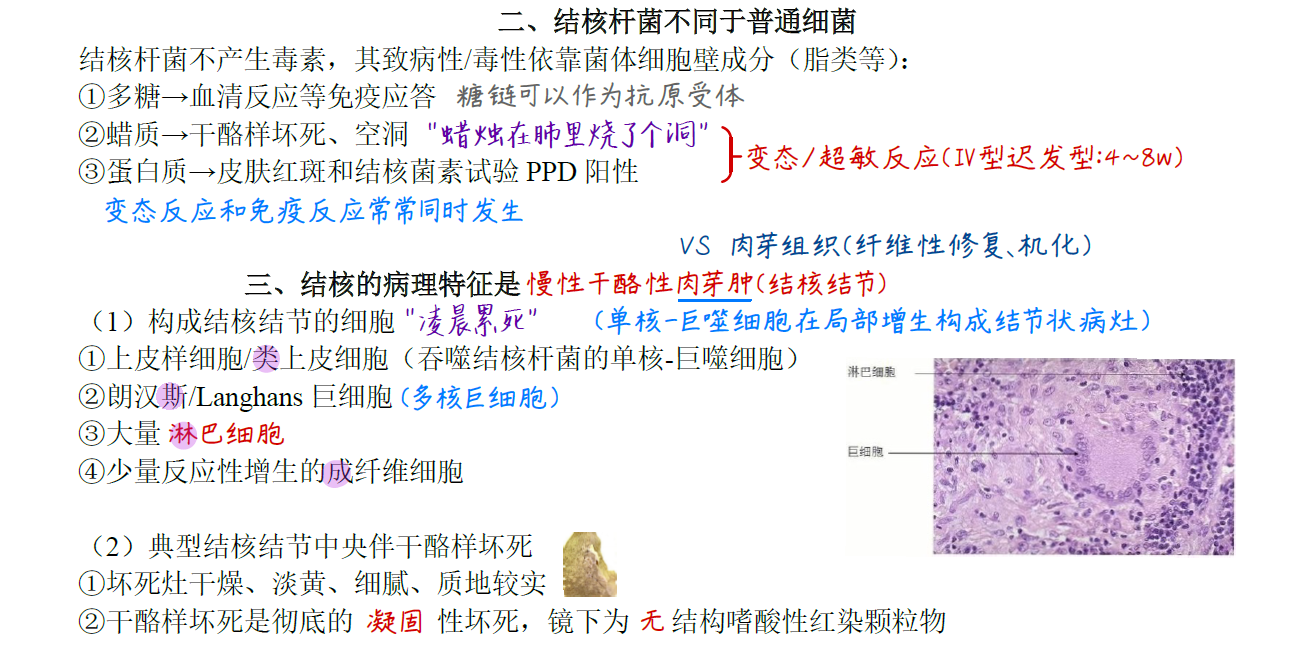 二、结核杆菌不同于普通细菌
结核杆菌不产生毒素，其致病性/毒性依靠菌体细胞壁成分（脂类等）：
①多糖→血清反应等免疫应答 糖链可以作为抗原受体
②蜡质→干酪样坏死、空洞 "蜡烛在肺里烧了个洞"
变态/超敏反应(IV型迟发型:4~8w)
③蛋白质→皮肤红斑和结核菌素试验 PPD 阳性
变态反应和免疫反应常常同时发生
VS 肉芽组织(纤维性修复、机化)
三、结核的病理特征是 慢性干酪性肉芽肿(结核结节)
（1）构成结核结节的细胞 "凌晨累死" (单核-巨噬细胞在局部增生构成结节状病灶)
①上皮样细胞/类上皮细胞（吞噬结核杆菌的单核-巨噬细胞）
②朗汉斯/Langhans 巨细胞(多核巨细胞)
③大量 淋巴细胞
④少量反应性增生的成纤维细胞
淋巴细胞
巨细胞
（2）典型结核结节中央伴干酪样坏死
①坏死灶干燥、淡黄、细腻、质地较实
②干酪样坏死是彻底的 凝固 性坏死，镜下为 无 结构嗜酸性红染颗粒物